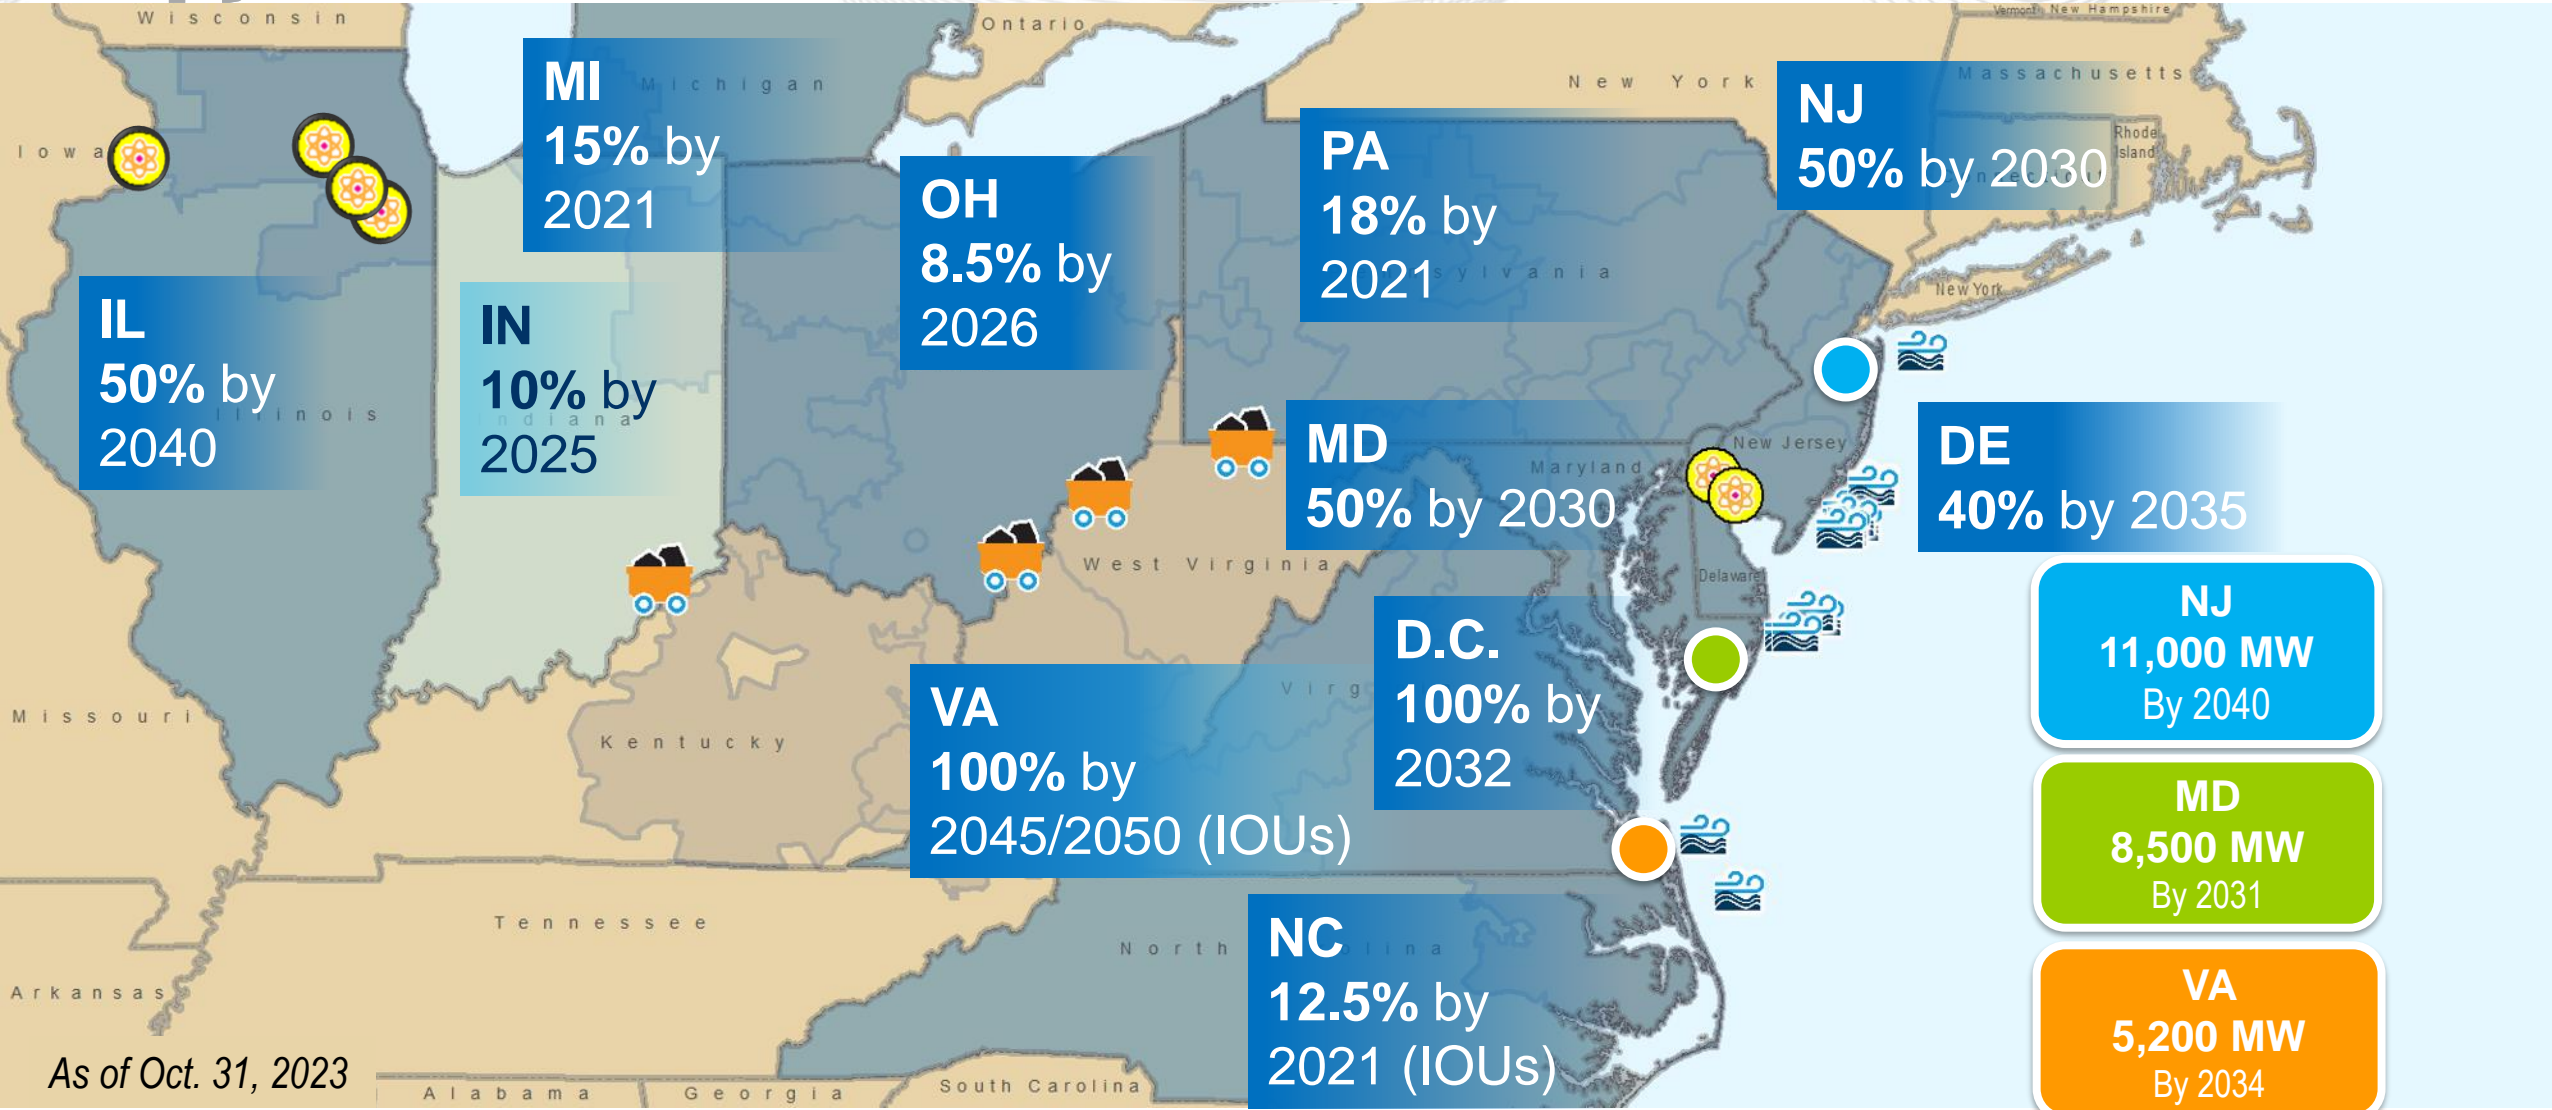 Wisconsin
Ontario
Vermont
New Hampshire
Iowa
Michigan
New York
Massachusetts
Rhode
Island
MI
15% by
2021
NJ
50% by 2030
PA
18% by
2021
OH
8.5% by
2026
New York
IL
50% by
2040
Illinois
IN
10% by
2025
Indiana
MD
50% by 2030
Maryland
New Jersey
DE
40% by 2035
West Virginia
Delaware
D.C.
100% by
2032
VA
100% by
2045/2050 (IOUs)
Missouri
Kentucky
NJ
11,000 MW
By 2040
MD
8,500 MW
By 2031
VA
5,200 MW
By 2034
Tennessee
North
NC
12.5% by
2021 (IOUs)
Arkansas
As of Oct. 31, 2023
Alabama
Georgia
South Carolina